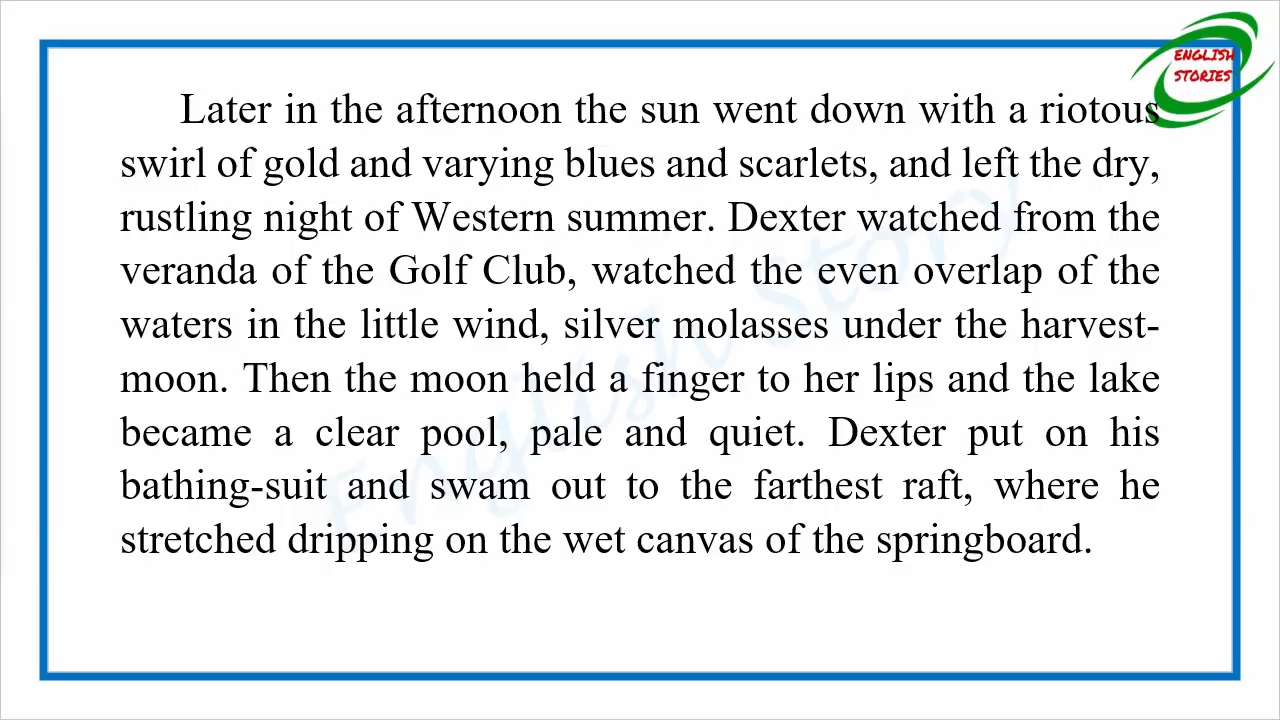 ENGLISH
STORIES
Later in the afternoon the sun went down with a riotous
swirl of gold and varying blues and scarlets, and left the dry,
rustling night of Western summer. Dexter watched from the
veranda of the Golf Club, watched the even overlap of the
waters in the little wind, silver molasses under the harvest-
moon. Then the moon held a finger to her lips and the lake
became a clear pool, pale and quiet. Dexter put on his
bathing-suit and swam out to the farthest raft, where he
stretched dripping on the wet canvas of the springboard.
English Story